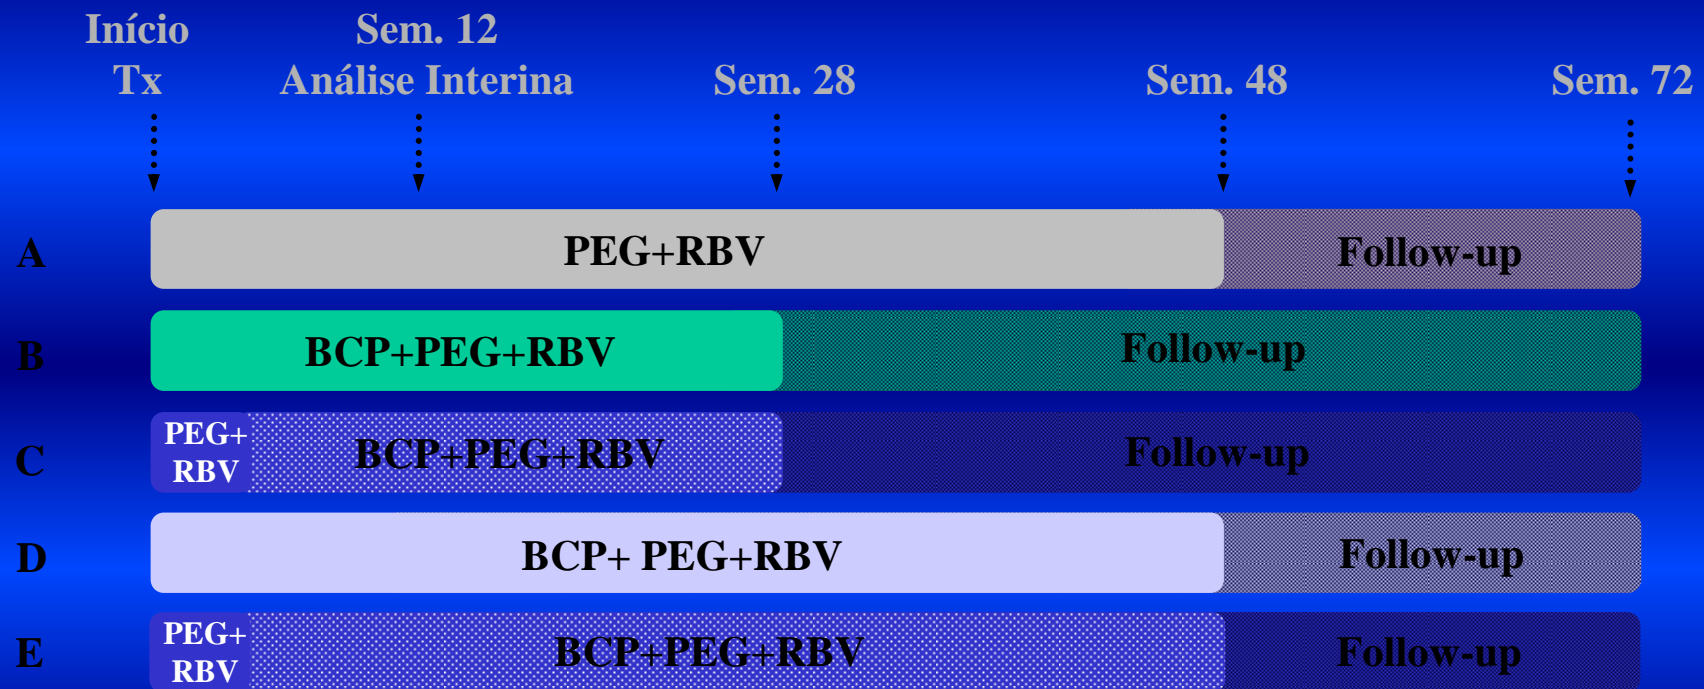 Início
Tx
Sem. 12
Análise Interina
Sem. 28
Sem. 48
Sem. 72
A
PEG+RBV
Follow-up
B
BCP+PEG+RBV
Follow-up
C
PEG+
RBV
BCP+PEG+RBV
Follow-up
D
BCP+ PEG+RBV
Follow-up
E
PEG+
RBV
BCP+PEG+RBV
Follow-up